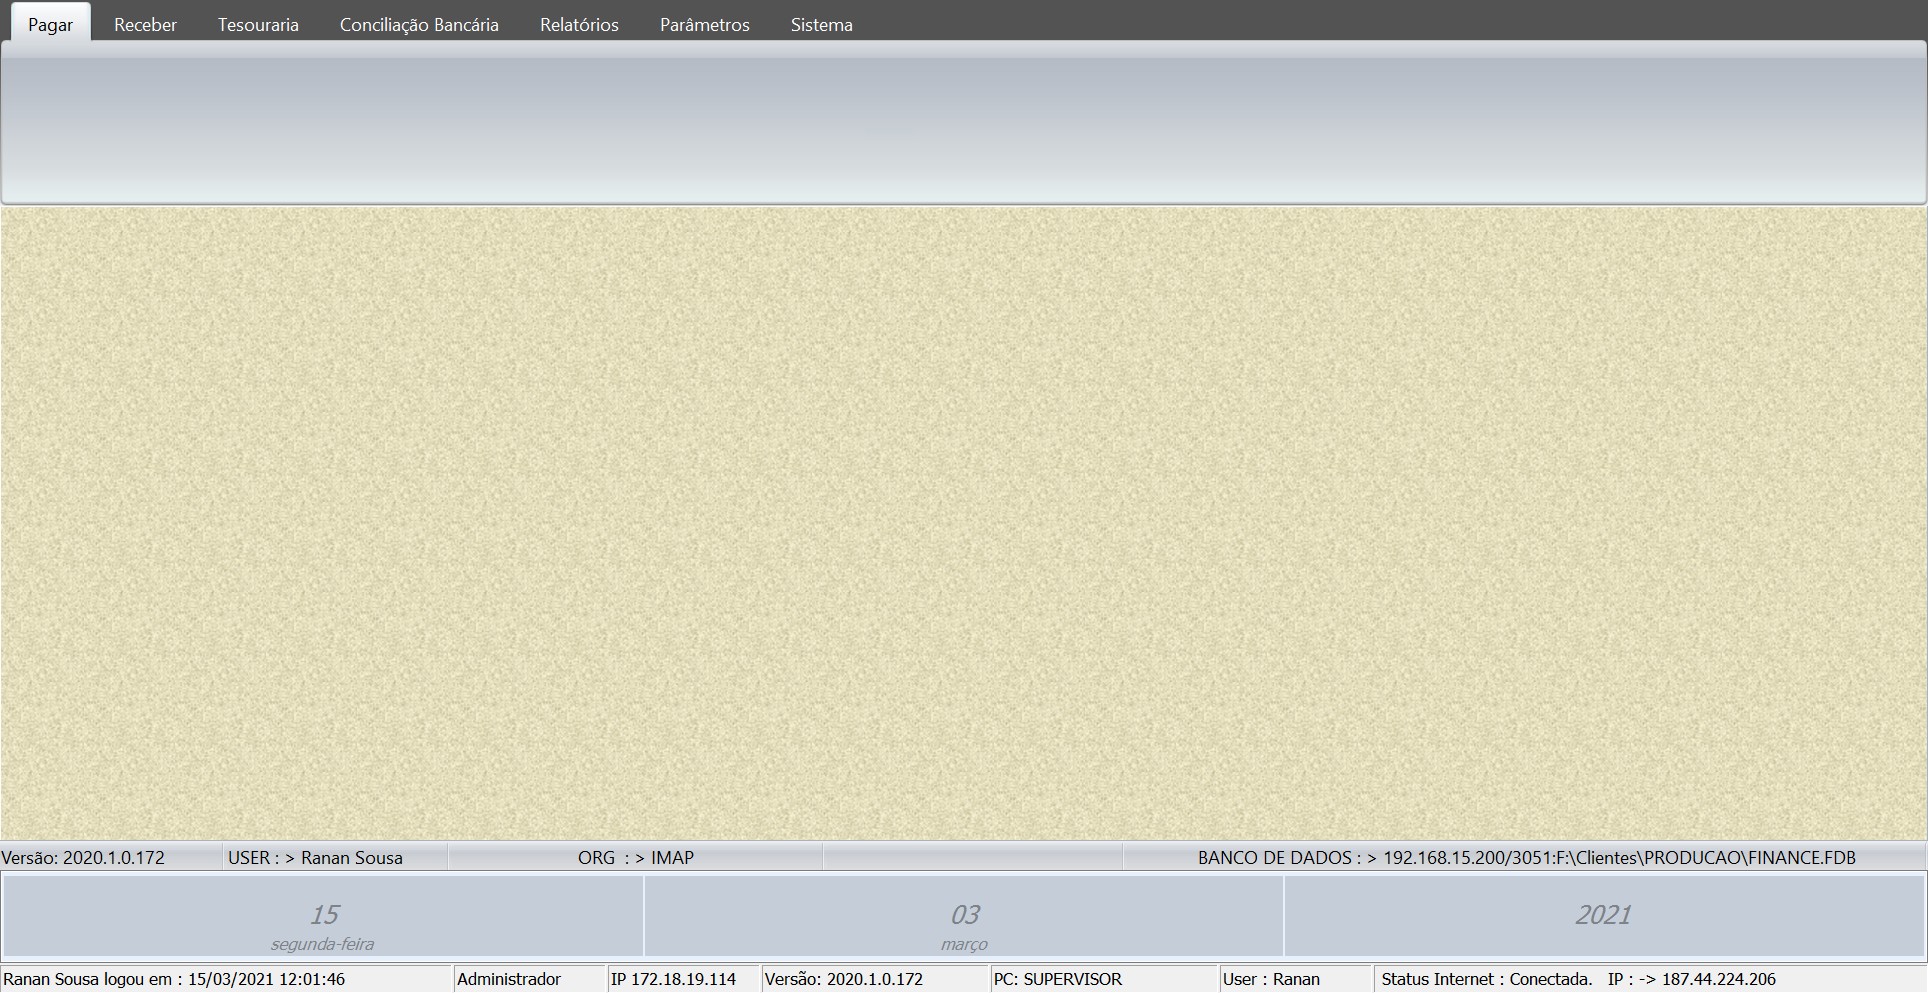 Pagar Receber Tesouraria Conciliação Bancária Relatórios Parâmetros Sistema
Versão: 2020.1.0.172 USER : > Ranan Sousa ORG : > IMAP BANCO DE DADOS : > 192.168.15.200/3051:F:\Clientes\PRODUCAO\FINANCE.FDB
15 03 2021
segunda-feira março
Ranan Sousa logou em : 15/03/2021 12:01:46 Administrador IP 172.18.19.114 Versão: 2020.1.0.172 PC: SUPERVISOR User : Ranan Status Internet : Conectada. IP : -> 187.44.224.206